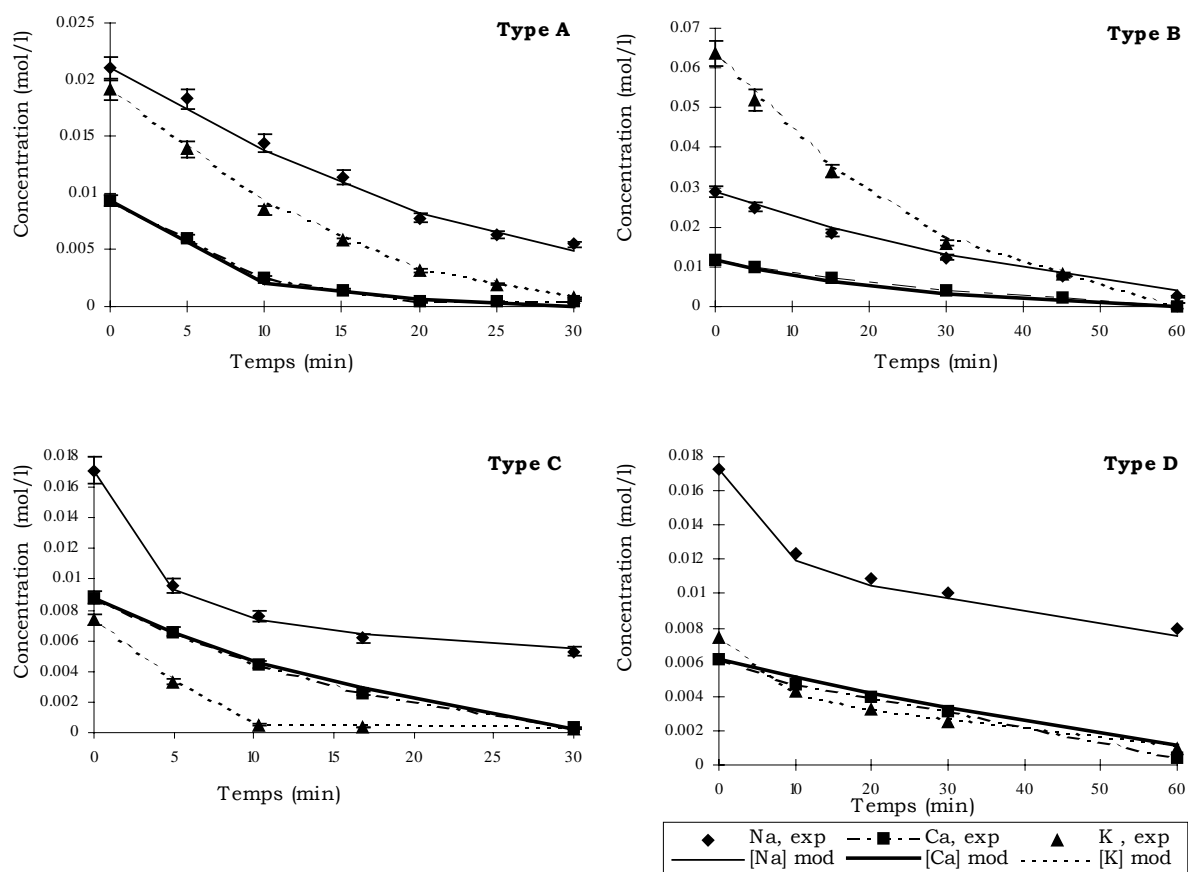 Type A
Concentration (mol/l)
0.025
0.02
0.015
0.01
0.005
0
0 5 10 15 20 25 30
Temps (min)
Type B
Concentration (mol/l)
0.07
0.06
0.05
0.04
0.03
0.02
0.01
0
0 10 20 30 40 50 60
Temps (min)
Type C
Concentration (mol/l)
0.018
0.016
0.014
0.012
0.01
0.008
0.006
0.004
0.002
0
0 5 10 15 20 25 30
Temps (min)
Type D
Concentration (mol/l)
0.018
0.016
0.014
0.012
0.01
0.008
0.006
0.004
0.002
0
0 10 20 30 40 50 60
Temps (min)
Na, exp Ca, exp K , exp
[Na] mod [Ca] mod [K] mod